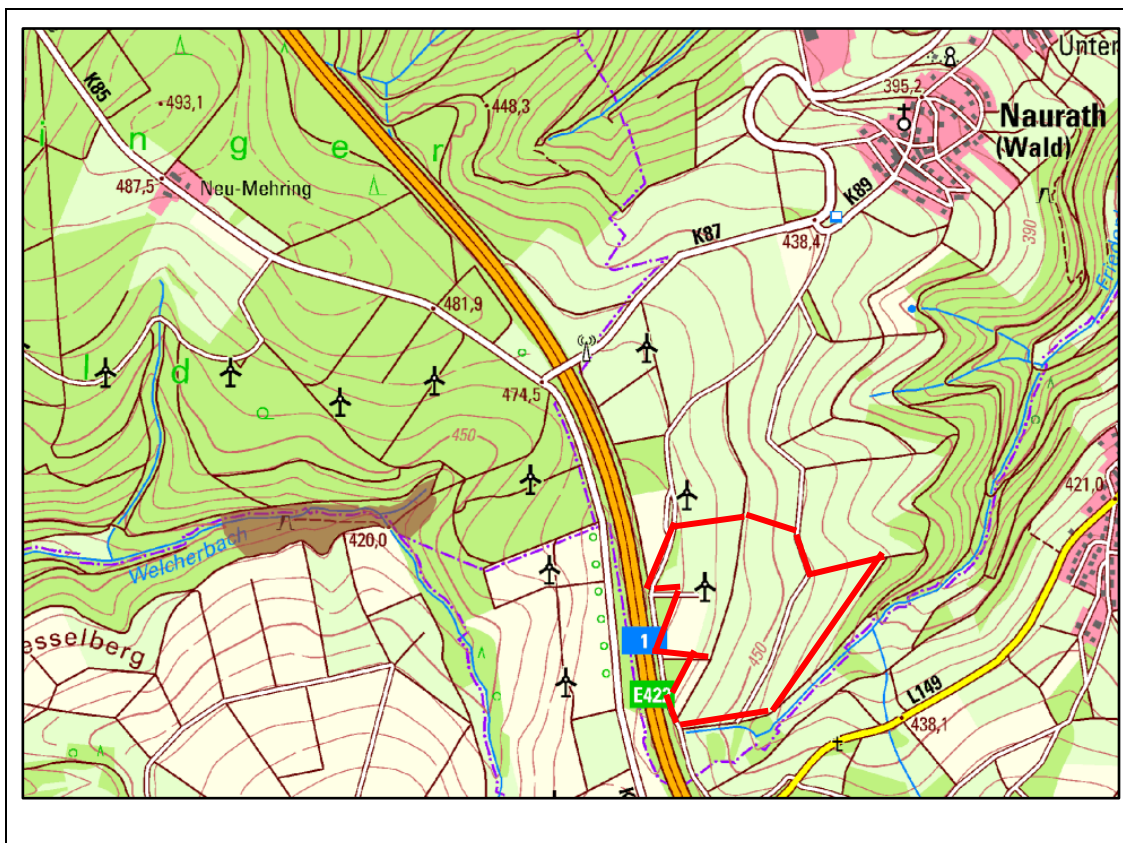 Unter
K85
493,1
448,3
395,2
Naurath
(Wald)
i n g e r
487,5
Neu-Mehring
K89
K87
438,4
390
481,9
l d
474,5
450
421,0
Welcherbach
420,0
1
esselberg
450
E422
L149
438,1
K